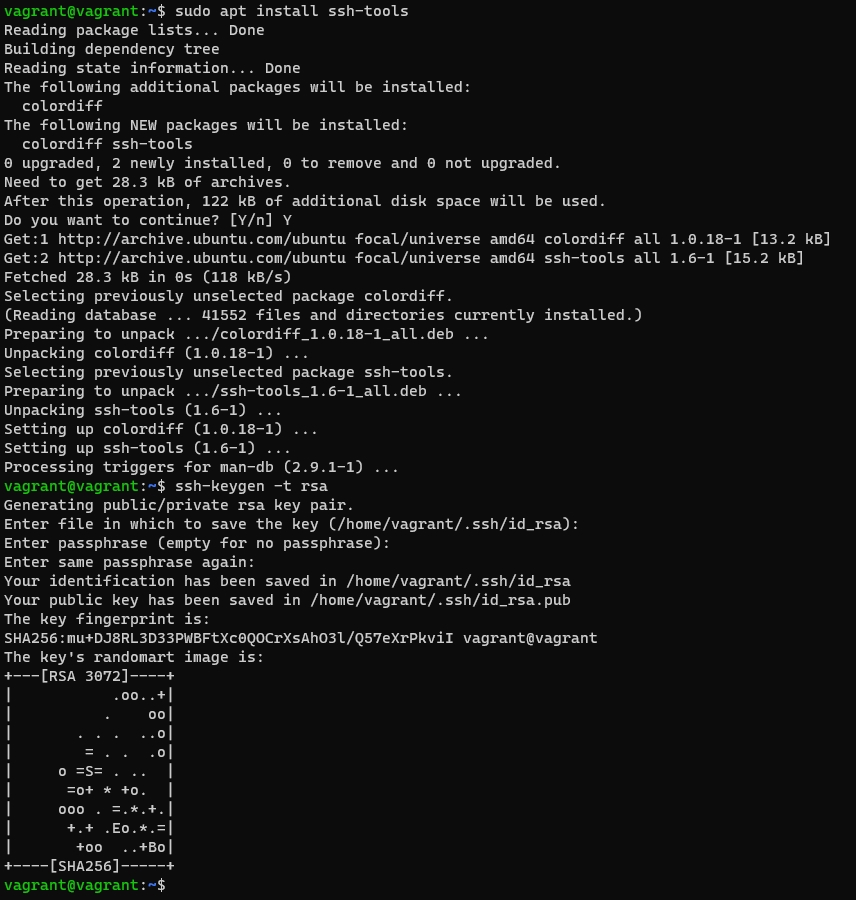 vagrant@vagrant:~$ sudo apt install ssh-tools
Reading package lists... Done
Building dependency tree
Reading state information... Done
The following additional packages will be installed:
  colordiff
The following NEW packages will be installed:
  colordiff ssh-tools
0 upgraded, 2 newly installed, 0 to remove and 0 not upgraded.
Need to get 28.3 kB of archives.
After this operation, 122 kB of additional disk space will be used.
Do you want to continue? [Y/n] Y
Get:1 http://archive.ubuntu.com/ubuntu focal/universe amd64 colordiff all 1.0.18-1 [13.2 kB]
Get:2 http://archive.ubuntu.com/ubuntu focal/universe amd64 ssh-tools all 1.6-1 [15.2 kB]
Fetched 28.3 kB in 0s (118 kB/s)
Selecting previously unselected package colordiff.
(Reading database ... 41552 files and directories currently installed.)
Preparing to unpack .../colordiff_1.0.18-1_all.deb ...
Unpacking colordiff (1.0.18-1) ...
Selecting previously unselected package ssh-tools.
Preparing to unpack .../ssh-tools_1.6-1_all.deb ...
Unpacking ssh-tools (1.6-1) ...
Setting up colordiff (1.0.18-1) ...
Setting up ssh-tools (1.6-1) ...
Processing triggers for man-db (2.9.1-1) ...
vagrant@vagrant:~$ ssh-keygen -t rsa
Generating public/private rsa key pair.
Enter file in which to save the key (/home/vagrant/.ssh/id_rsa):
Enter passphrase (empty for no passphrase):
Enter same passphrase again:
Your identification has been saved in /home/vagrant/.ssh/id_rsa
Your public key has been saved in /home/vagrant/.ssh/id_rsa.pub
The key fingerprint is:
SHA256:mu+DJ8RL3D33PWBFtXc0QOCrXsAhO3l/Q57eXrPkviI vagrant@vagrant
The key's randomart image is:
+---[RSA 3072]----+
|           .oo..+|
|          .    oo|
|       . . .  ..o|
|        = . .  .o|
|     o =S= . ..  |
|      =o+ * +o.  |
|     ooo . =.*.+.|
|      +.+ .Eo.*.=|
|       +oo  ..+Bo|
+----[SHA256]-----+
vagrant@vagrant:~$